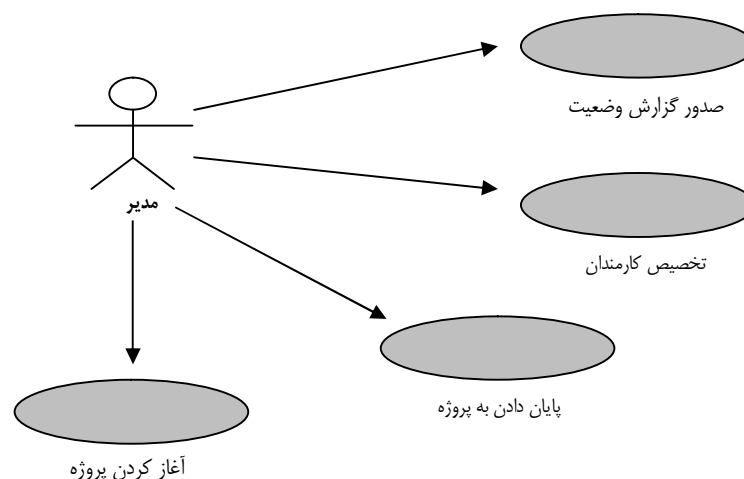 صدور گزارش وضعیت
مدیر
تخصیص کارمندان
پایان دادن به پروژه
آغاز کردن پروژه